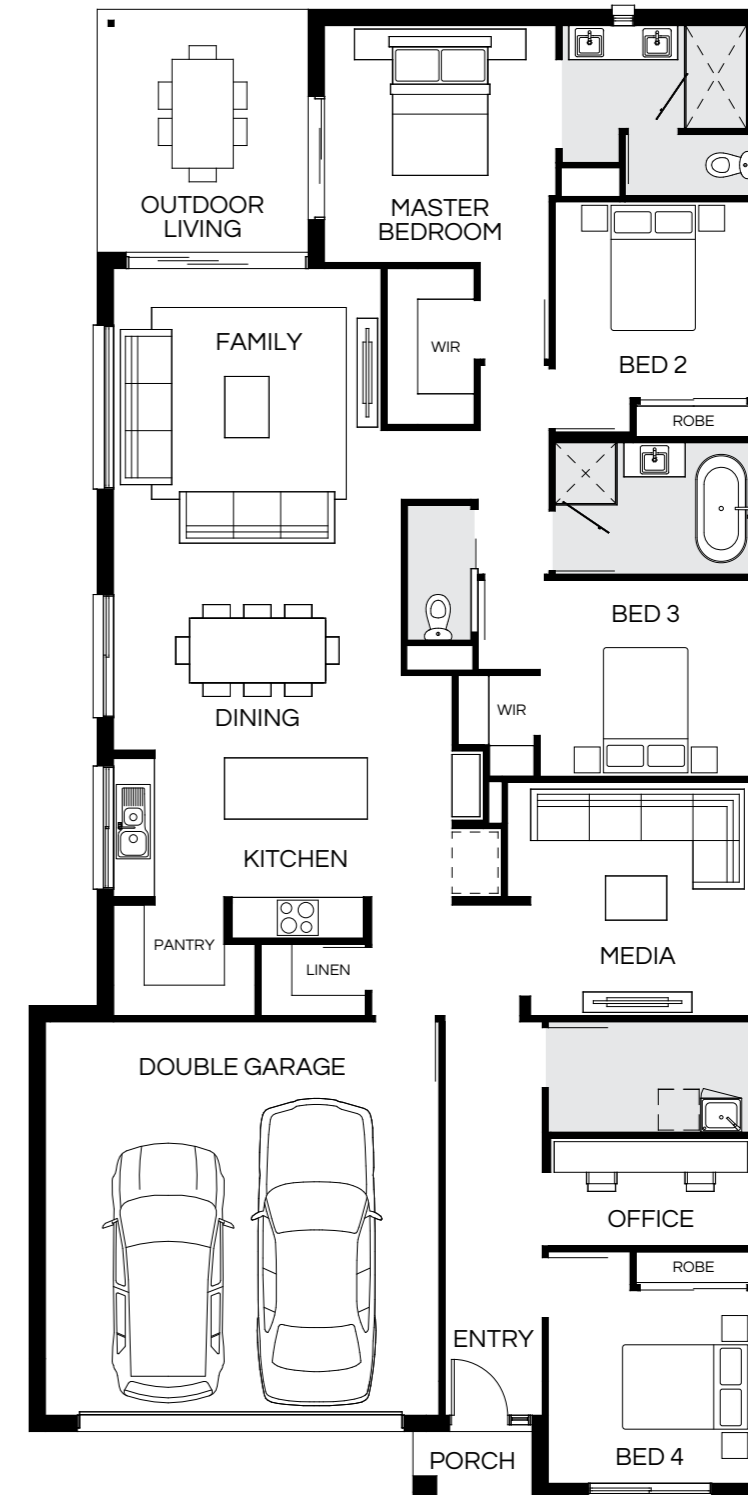 OUTDOOR
LIVING
MASTER
BEDROOM
FAMILY
WIR
BED 2
ROBE
BED 3
DINING
WIR
KITCHEN
PANTRY
LINEN
MEDIA
DOUBLE GARAGE
OFFICE
ROBE
ENTRY
PORCH
BED 4